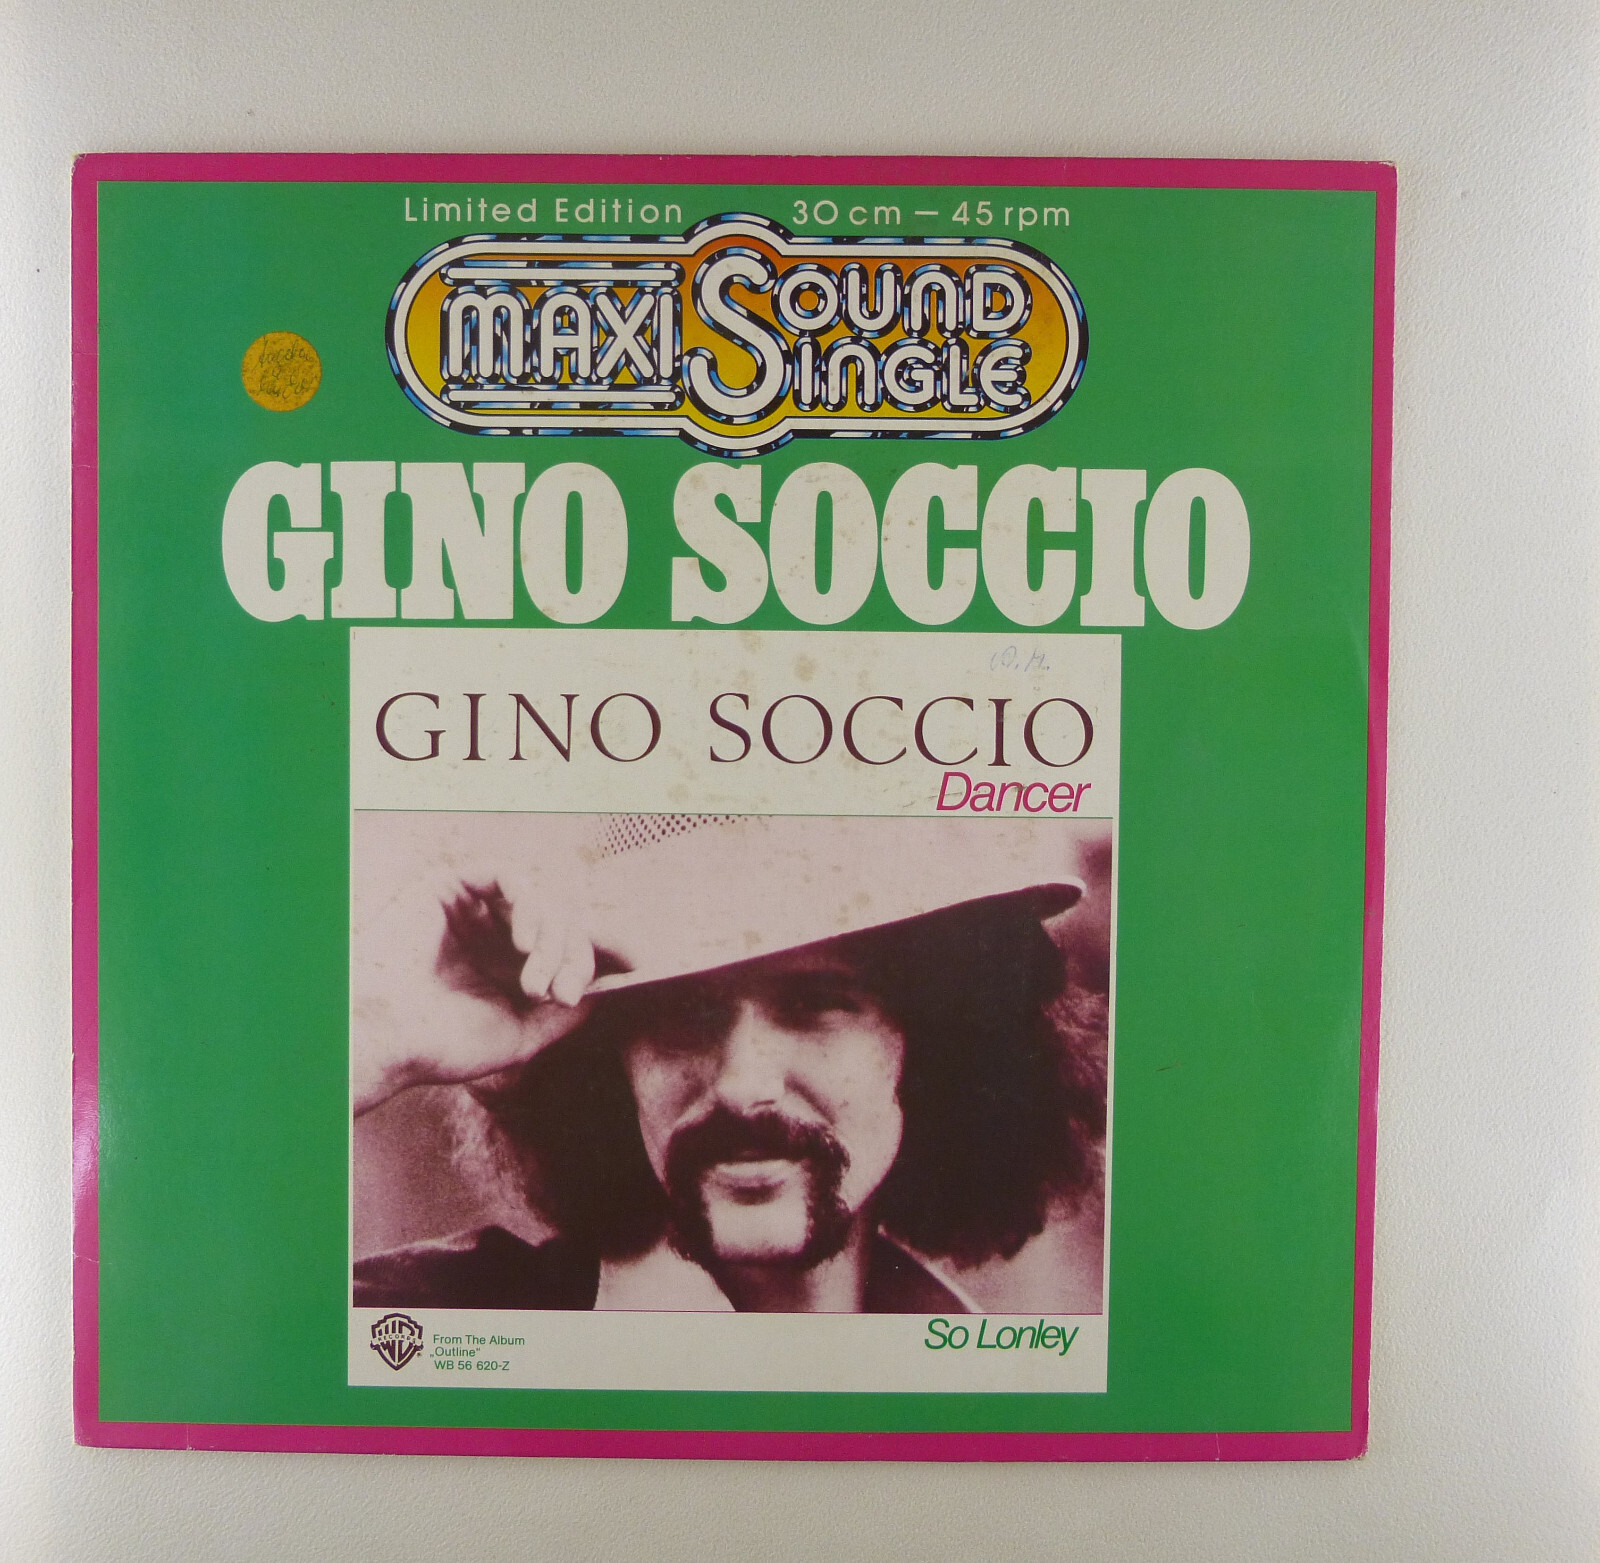 Limited Edition 30 cm – 45 rpm
MAXI SOUND SINGLE
GINO SOCCIO
GINO SOCCIO
Dancer
So Lonley
RECORDS
From The Album
„Outline"
WB 56 620-Z